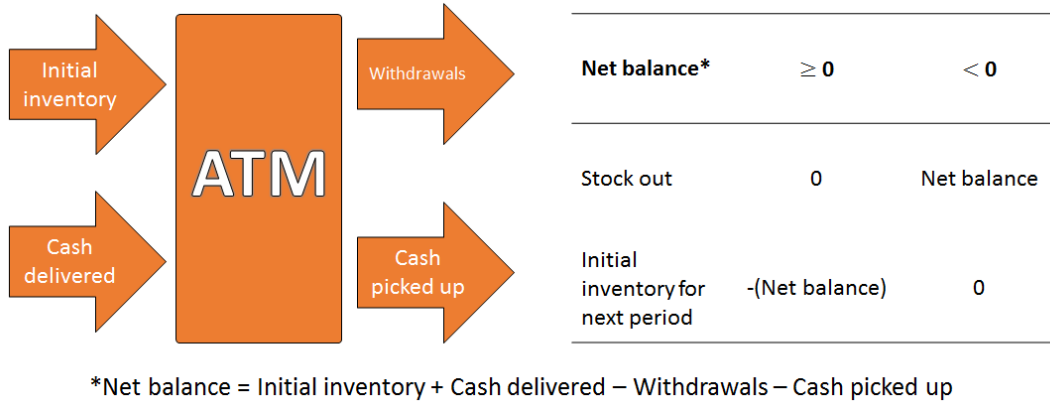 Initial
inventory
Withdrawals
ATM
Cash
delivered
Cash
picked up
Net balance* ≥ 0 < 0
Stock out 0 Net balance
Initial
inventory for -(Net balance) 0
next period
*Net balance = Initial inventory + Cash delivered – Withdrawals – Cash picked up